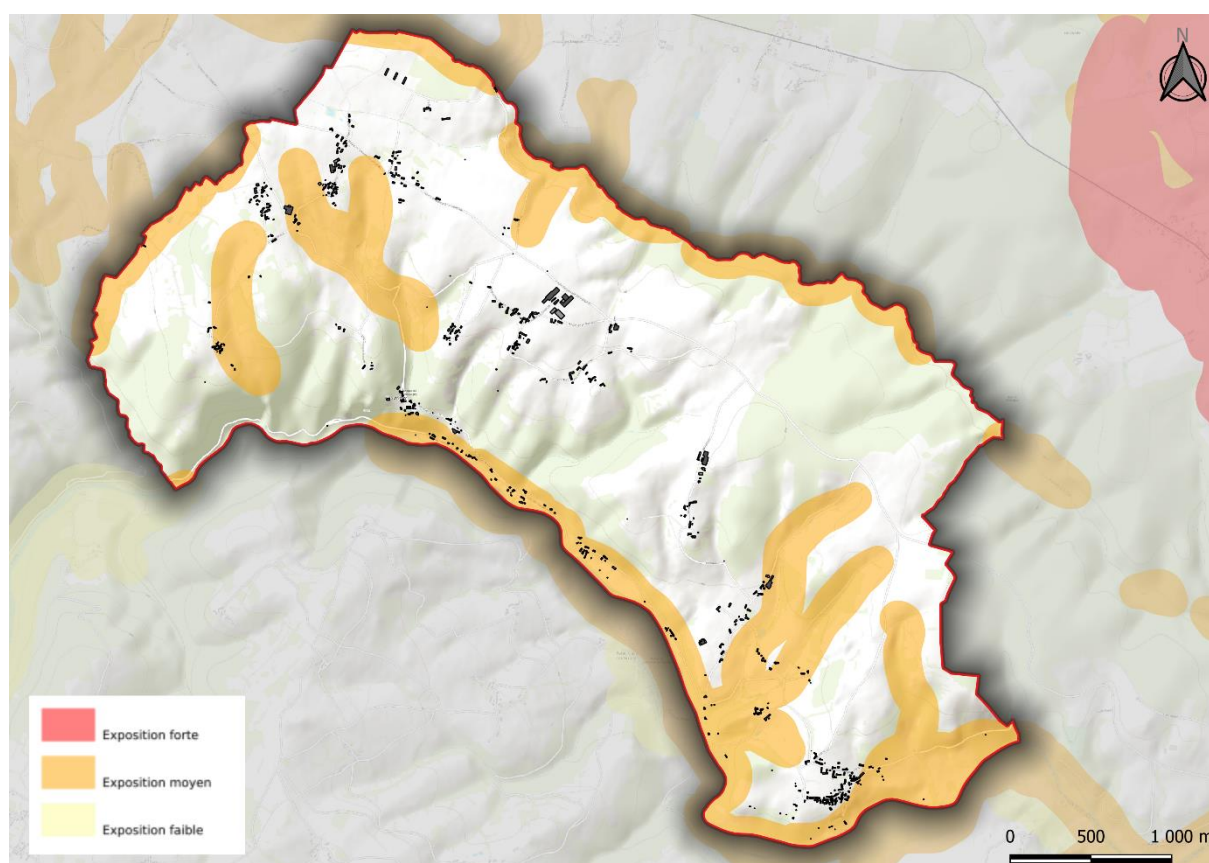 N
Exposition forte
Exposition moyen
Exposition faible
0 500 1 000 m